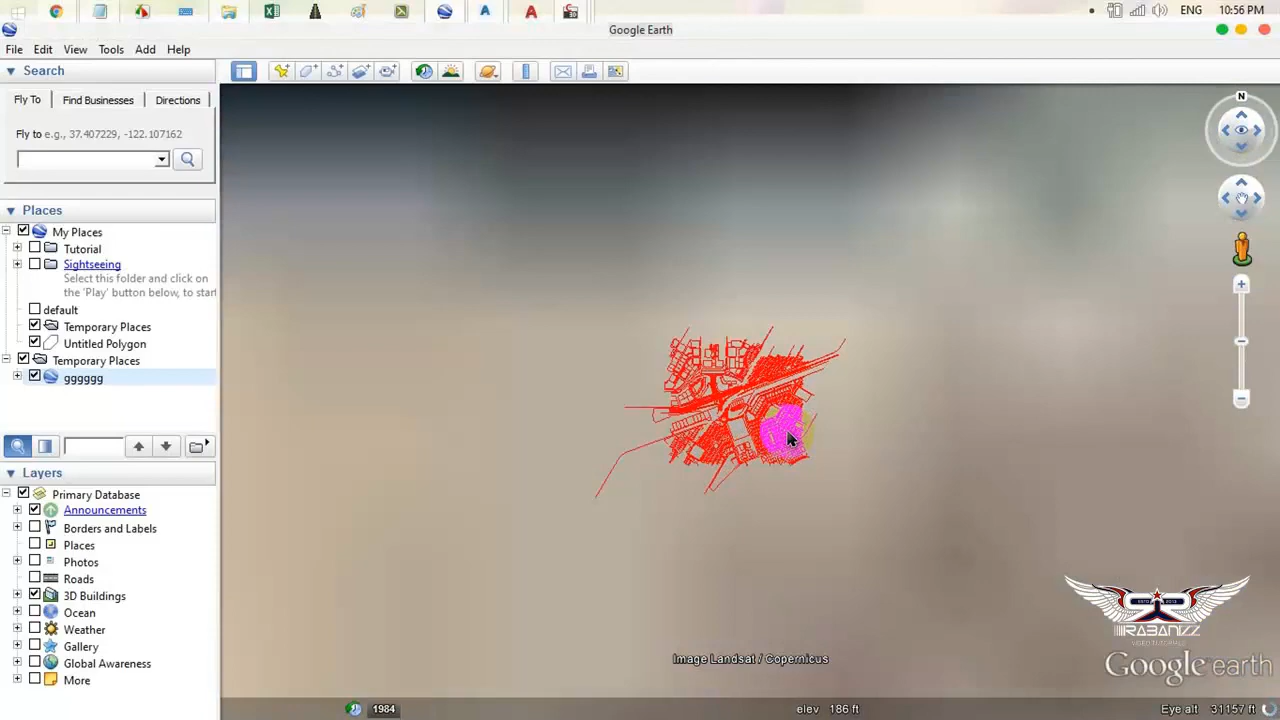 ENG 10:56 PM
Google Earth
File Edit View Tools Add Help
Search
Fly To Find Businesses Directions
Fly to e.g., 37.407229, -122.107162
N
Places
My Places
Tutorial
Sightseeing
Select this folder and click on
the 'Play' button below, to start
default
Temporary Places
Untitled Polygon
Temporary Places
gggggg
Layers
Primary Database
Announcements
Borders and Labels
Places
Photos
Roads
3D Buildings
Ocean
Weather
Gallery
Global Awareness
More
RABANIZZ
VIDEO TUTORIALS
Image Landsat / Copernicus
Google earth
1984 elev 186 ft Eye alt 31157 ft